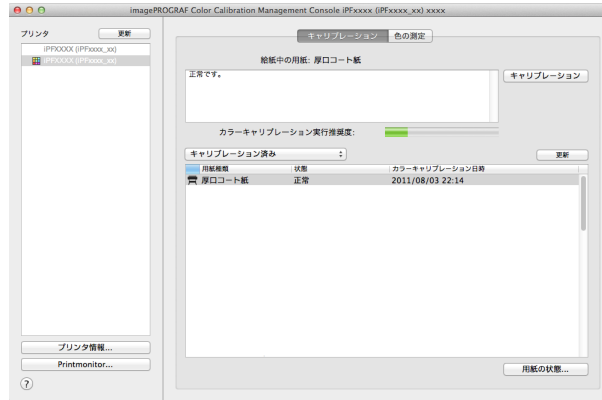 imagePROGRAF Color Calibration Management Console iPFxxxx (iPFxxxx_xx) xxxx
プリンタ
更新
iPFXXXX (iPFxxxx_xx)
iPFXXXX (iPFxxxx_xx)
プリンタ情報...
Printmonitor...
?
キャリブレーション 色の測定
給紙中の用紙: 厚口コート紙
正常です。
キャリブレーション
カラーキャリブレーション実行推奨度:
キャリブレーション済み
更新
用紙種類 状態 カラーキャリブレーション日時
厚口コート紙 正常 2011/08/03 22:14
用紙の状態...